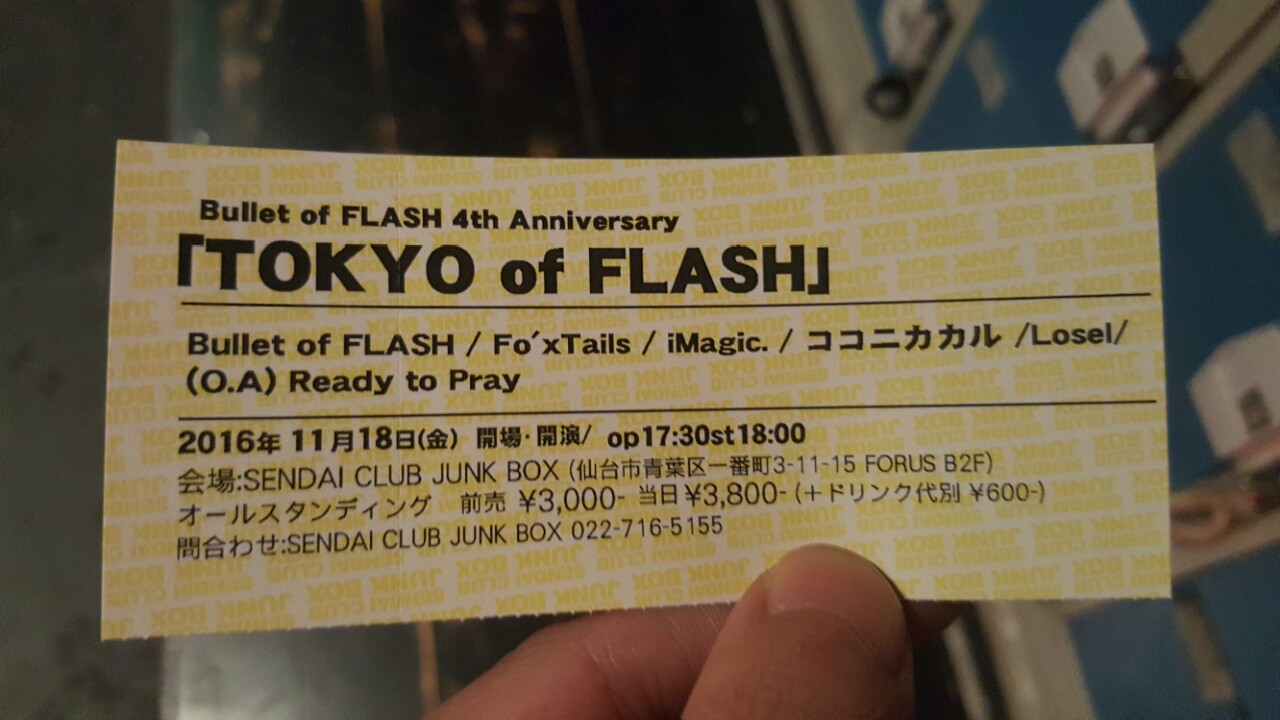 Bullet of FLASH 4th Anniversary
「TOKYO of FLASH」
Bullet of FLASH / Fo'xTails / iMagic. / ココニカカル /Losel/
(O.A) Ready to Pray
2016年 11月18日(金) 開場・開演/ op17:30st18:00
会場:SENDAI CLUB JUNK BOX (仙台市青葉区一番町3-11-15 FORUS B2F)
オールスタンディング 前売 ¥3,000- 当日¥3,800- (+ドリンク代別 ¥600-)
問合わせ:SENDAI CLUB JUNK BOX 022-716-5155